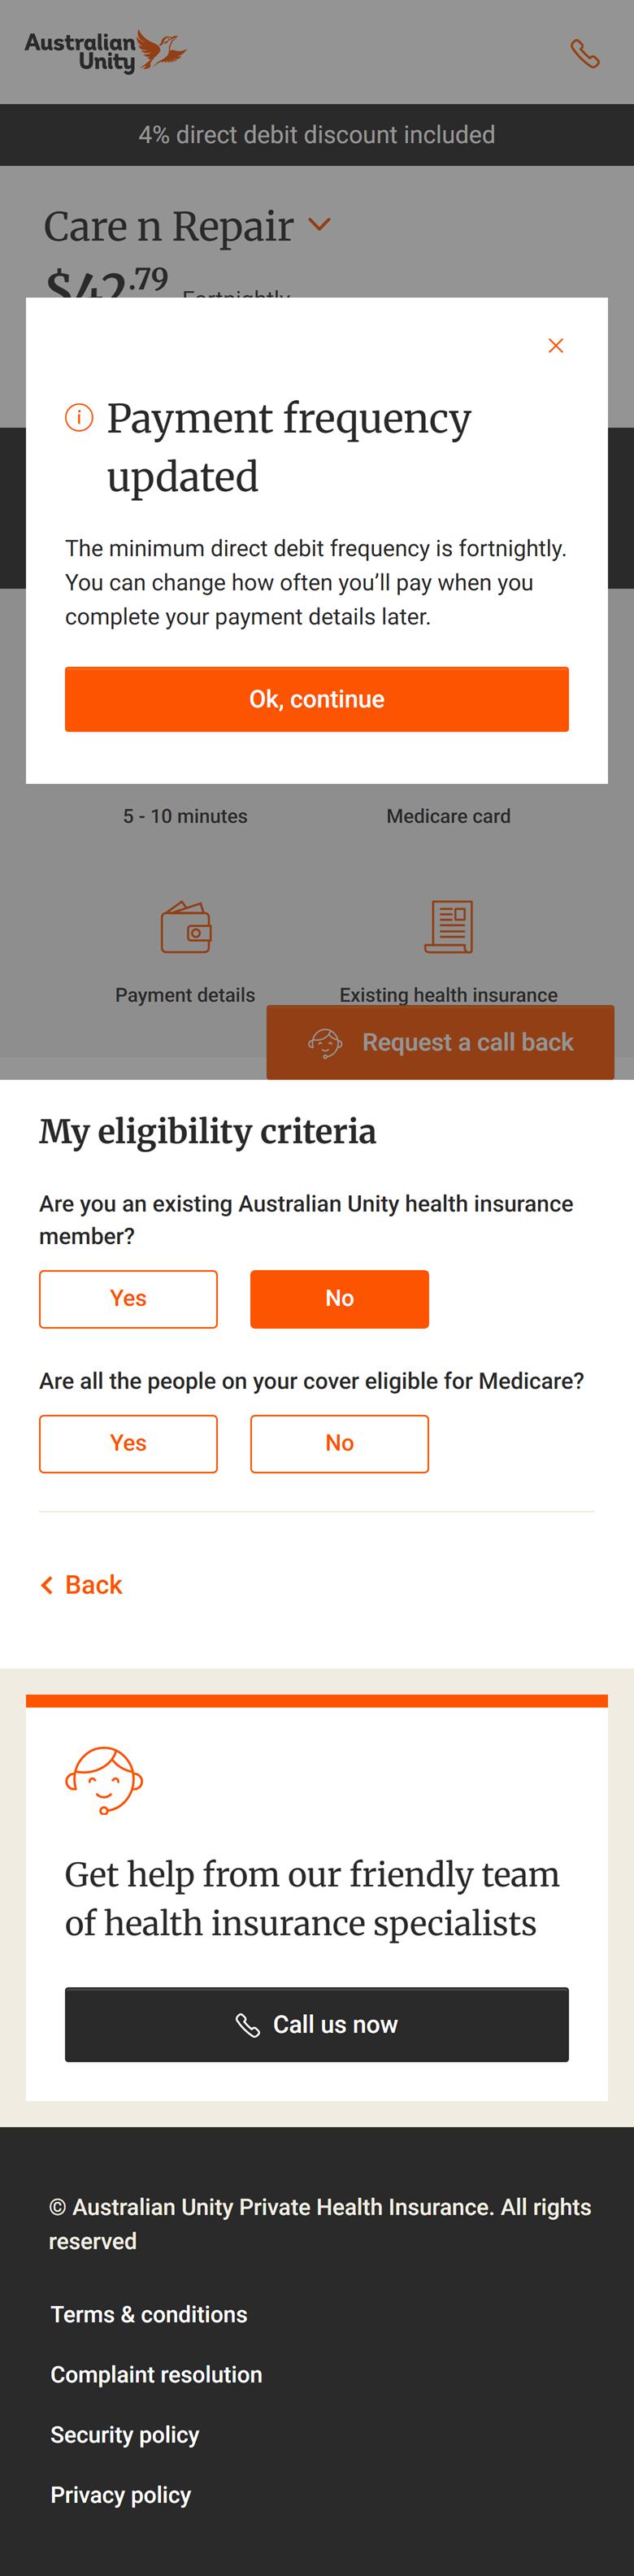 Australian
Unity
4% direct debit discount included
Care n Repair
$42.79 Fortnightly
Payment frequency
updated
The minimum direct debit frequency is fortnightly.
You can change how often you’ll pay when you
complete your payment details later.
Ok, continue
5 - 10 minutes
Medicare card
Payment details
Existing health insurance
Request a call back
My eligibility criteria
Are you an existing Australian Unity health insurance
member?
Yes
No
Are all the people on your cover eligible for Medicare?
Yes
No
Back
Get help from our friendly team
of health insurance specialists
Call us now
© Australian Unity Private Health Insurance. All rights
reserved
Terms & conditions
Complaint resolution
Security policy
Privacy policy